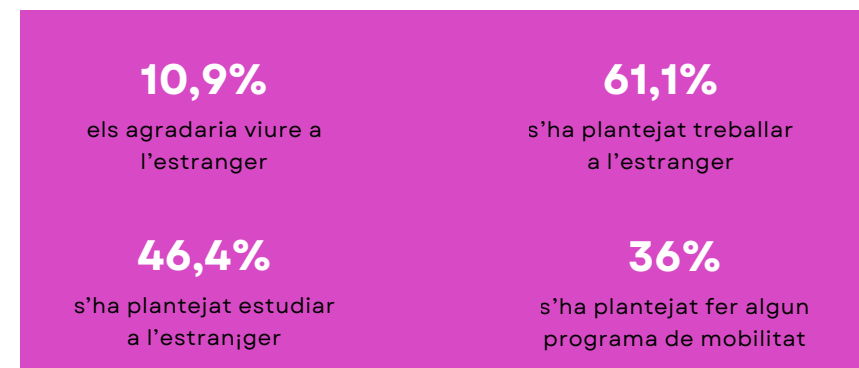 10,9%
els agradaria viure a
l'estranger
61,1%
s'ha plantejat treballar
a l'estranger
46,4%
s'ha plantejat estudiar
a l'estran¡ger
36%
s'ha plantejat fer algun
programa de mobilitat